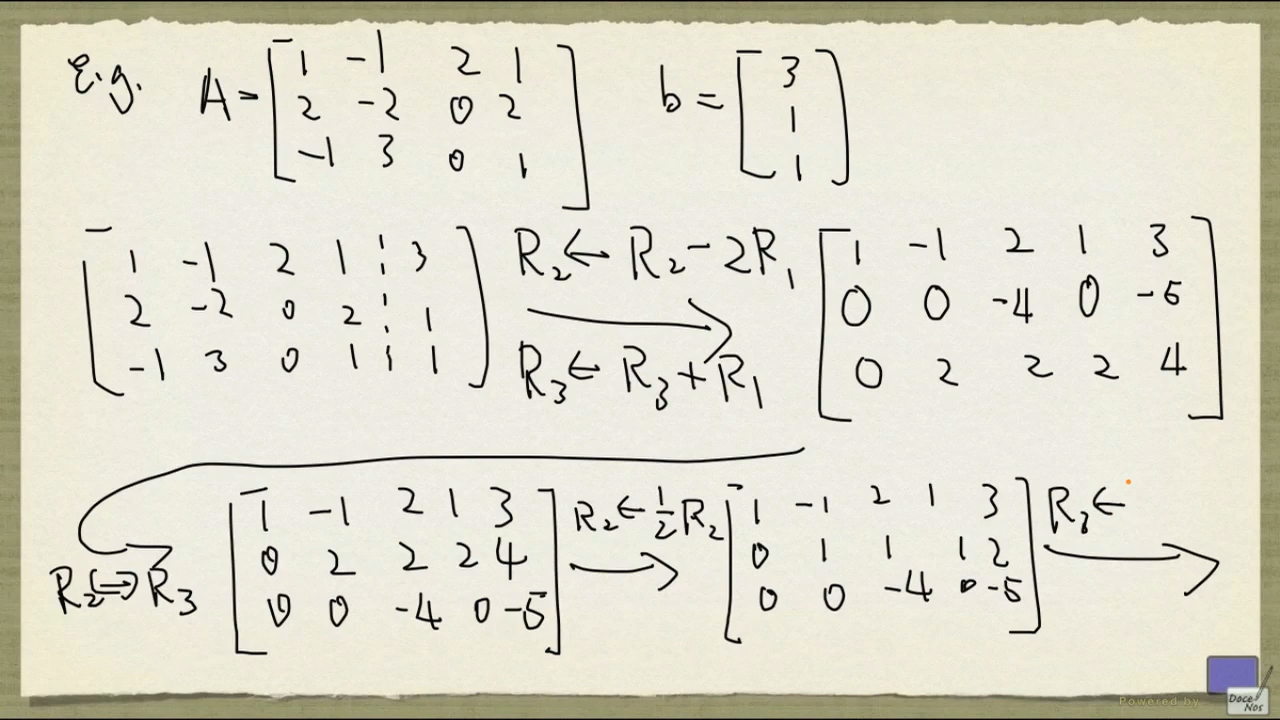 E.g. A = [1 -1 2 1] b = [3]
[2 -2 0 2] [1]
[-1 3 0 1] [1]
[1 -1 2 1 ¦ 3] R₂ ← R₂ - 2R₁ [1 -1 2 1 3]
[2 -2 0 2 ¦ 1] → [0 0 -4 0 -5]
[-1 3 0 1 ¦ 1] R₃ ← R₃ + R₁ [0 2 2 2 4]
[1 -1 2 1 3] R₂ ← ½R₂ [1 -1 2 1 3] R₃ ←
[0 2 2 2 4] → [0 1 1 1 2] →
R₂ ⇔ R₃ [0 0 -4 0 -5] [0 0 -4 0 -5]
Powered by
Doce
Nos